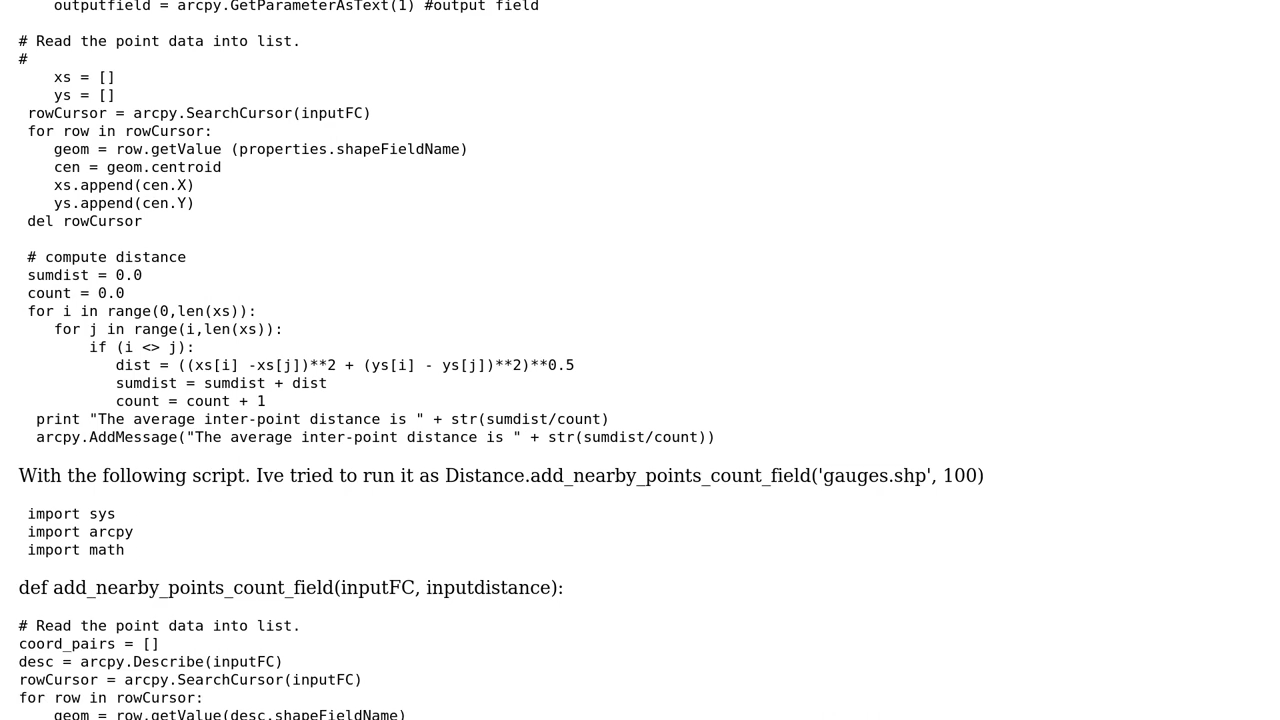 outputfield = arcpy.GetParameterAsText(1) #output field

# Read the point data into list.
#
    xs = []
    ys = []
 rowCursor = arcpy.SearchCursor(inputFC)
 for row in rowCursor:
    geom = row.getValue (properties.shapeFieldName)
    cen = geom.centroid
    xs.append(cen.X)
    ys.append(cen.Y)
 del rowCursor

 # compute distance
 sumdist = 0.0
 count = 0.0
 for i in range(0,len(xs)):
    for j in range(i,len(xs)):
        if (i <> j):
           dist = ((xs[i] -xs[j])**2 + (ys[i] - ys[j])**2)**0.5
           sumdist = sumdist + dist
           count = count + 1
  print "The average inter-point distance is " + str(sumdist/count)
  arcpy.AddMessage("The average inter-point distance is " + str(sumdist/count))

With the following script. Ive tried to run it as Distance.add_nearby_points_count_field('gauges.shp', 100)

 import sys
 import arcpy
 import math

def add_nearby_points_count_field(inputFC, inputdistance):

# Read the point data into list.
coord_pairs = []
desc = arcpy.Describe(inputFC)
rowCursor = arcpy.SearchCursor(inputFC)
for row in rowCursor:
    geom = row.getValue(desc.shapeFieldName)